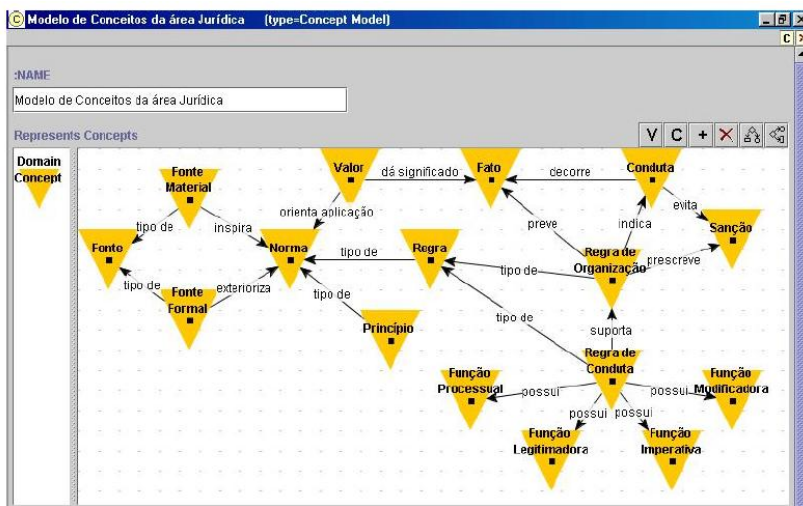 Modelo de Conceitos da área Jurídica (type=Concept Model)
C
:NAME
Modelo de Conceitos da área Jurídica
Represents Concepts
V C +
Domain
Concept
Fonte
Material
Valor
dá significado
Fato
decorre
Conduta
orienta aplicação
evita
tipo de
inspira
preve
indica
Sanção
Fonte
Norma
tipo de
Regra
Regra de
Organização
prescreve
tipo de
tipo de
exterioriza
Fonte
Formal
tipo de
Princípio
tipo de
suporta
Regra de
Conduta
Função
Processual
possui
possui
Função
Modificadora
possui
possui
Função
Legitimadora
Função
Imperativa